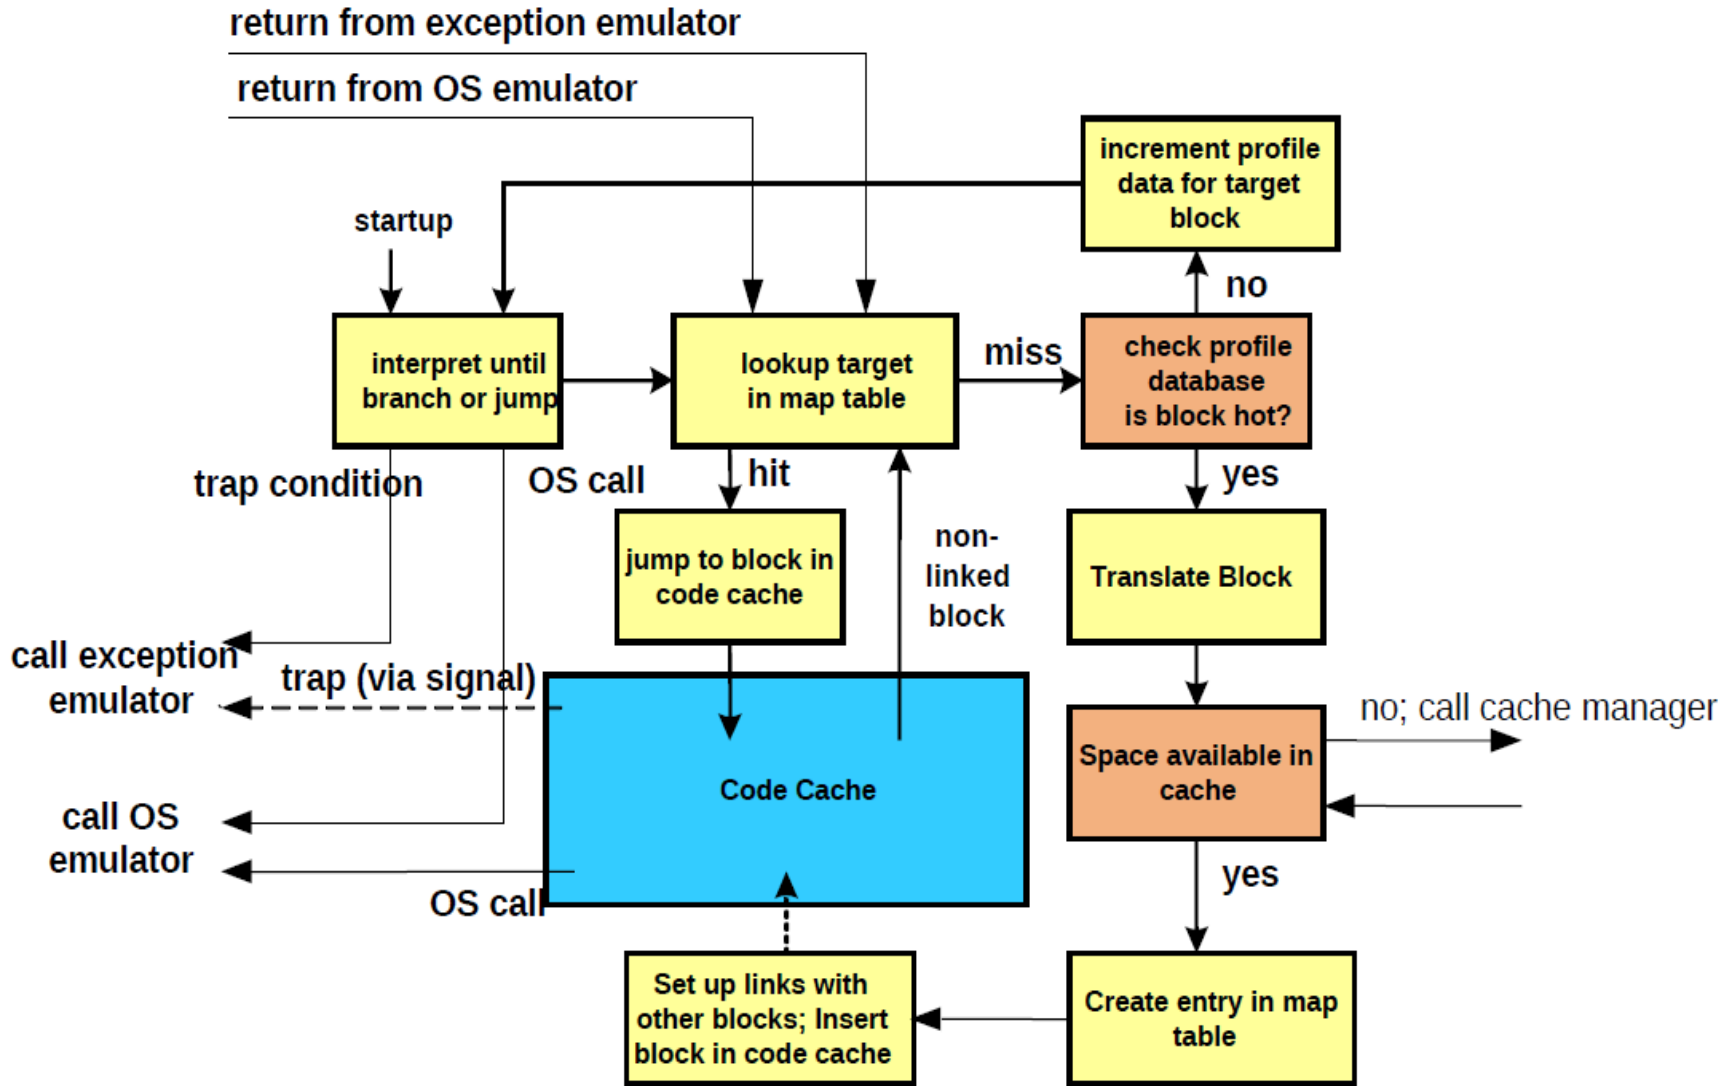 return from exception emulator
return from OS emulator
increment profile
data for target
block
startup
no
interpret until
branch or jump
lookup target
in map table
miss
check profile
database
is block hot?
trap condition
OS call
hit
yes
jump to block in
code cache
non-
linked
block
Translate Block
call exception
emulator
trap (via signal)
no; call cache manager
Space available in
cache
Code Cache
call OS
emulator
OS call
yes
Set up links with
other blocks; Insert
block in code cache
Create entry in map
table